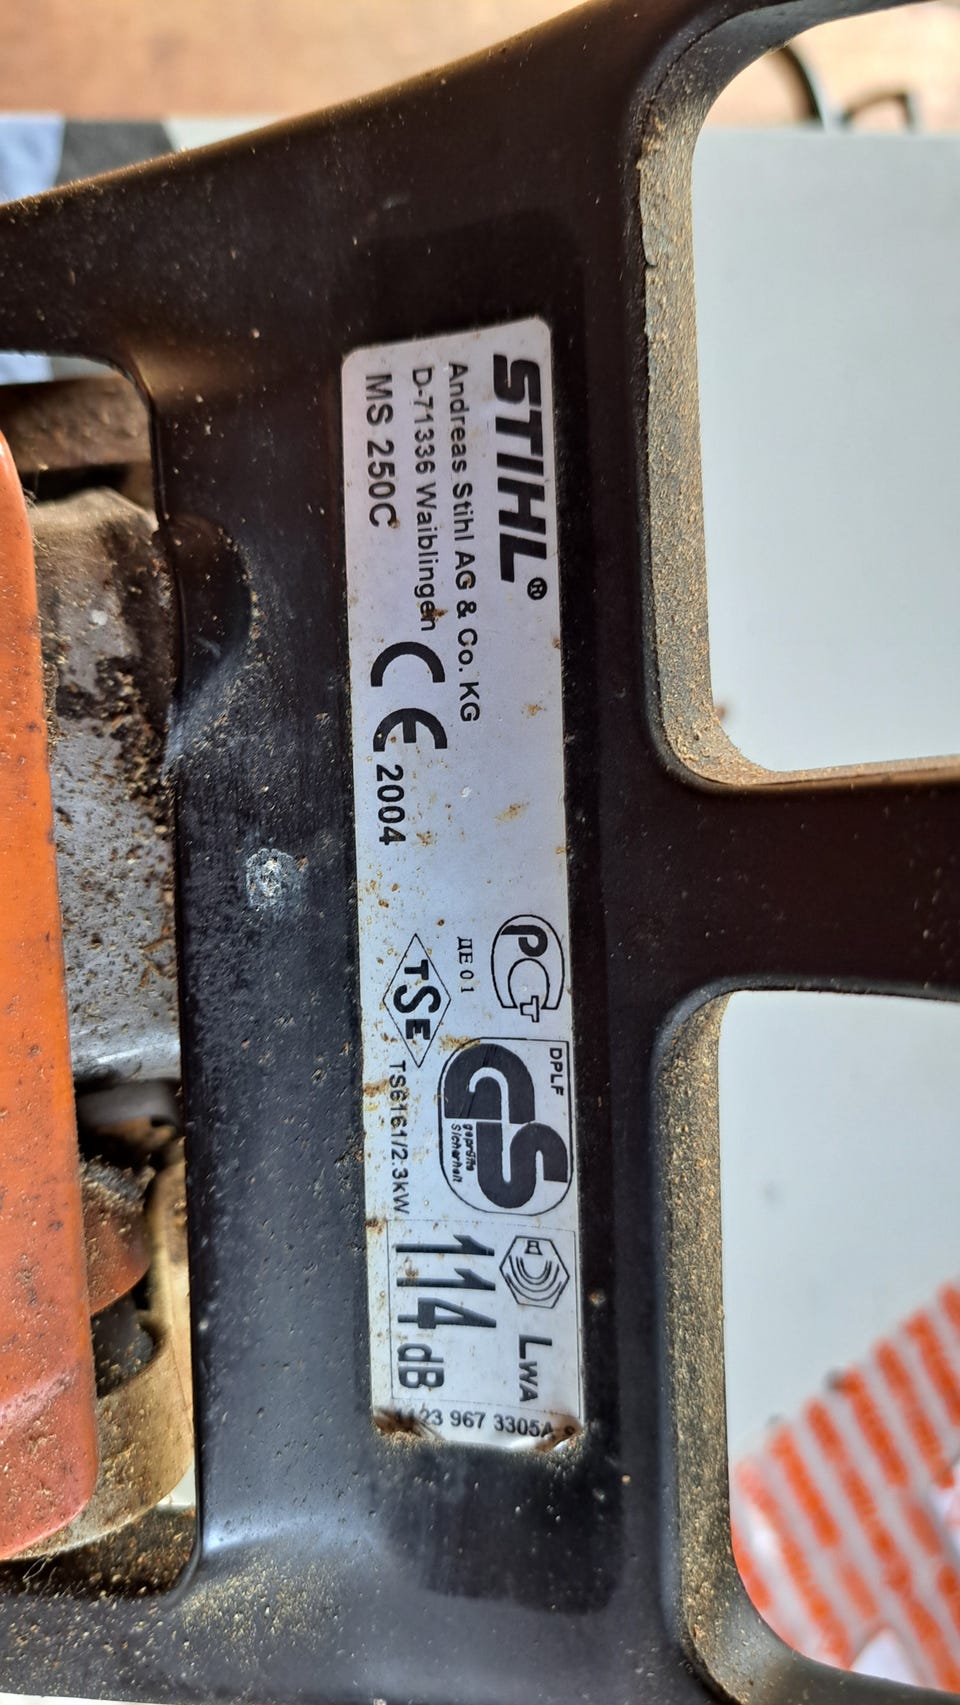 STIHL®
Andreas Stihl AG & Co. KG
D-71336 Waiblingen
MS 250C
CE 2004
PCT
ДЕ 01
TSE
TS6161/2.3kW
DPLF
GS
geprüfte
Sicherheit
LWA
114
dB
1123 967 3305A